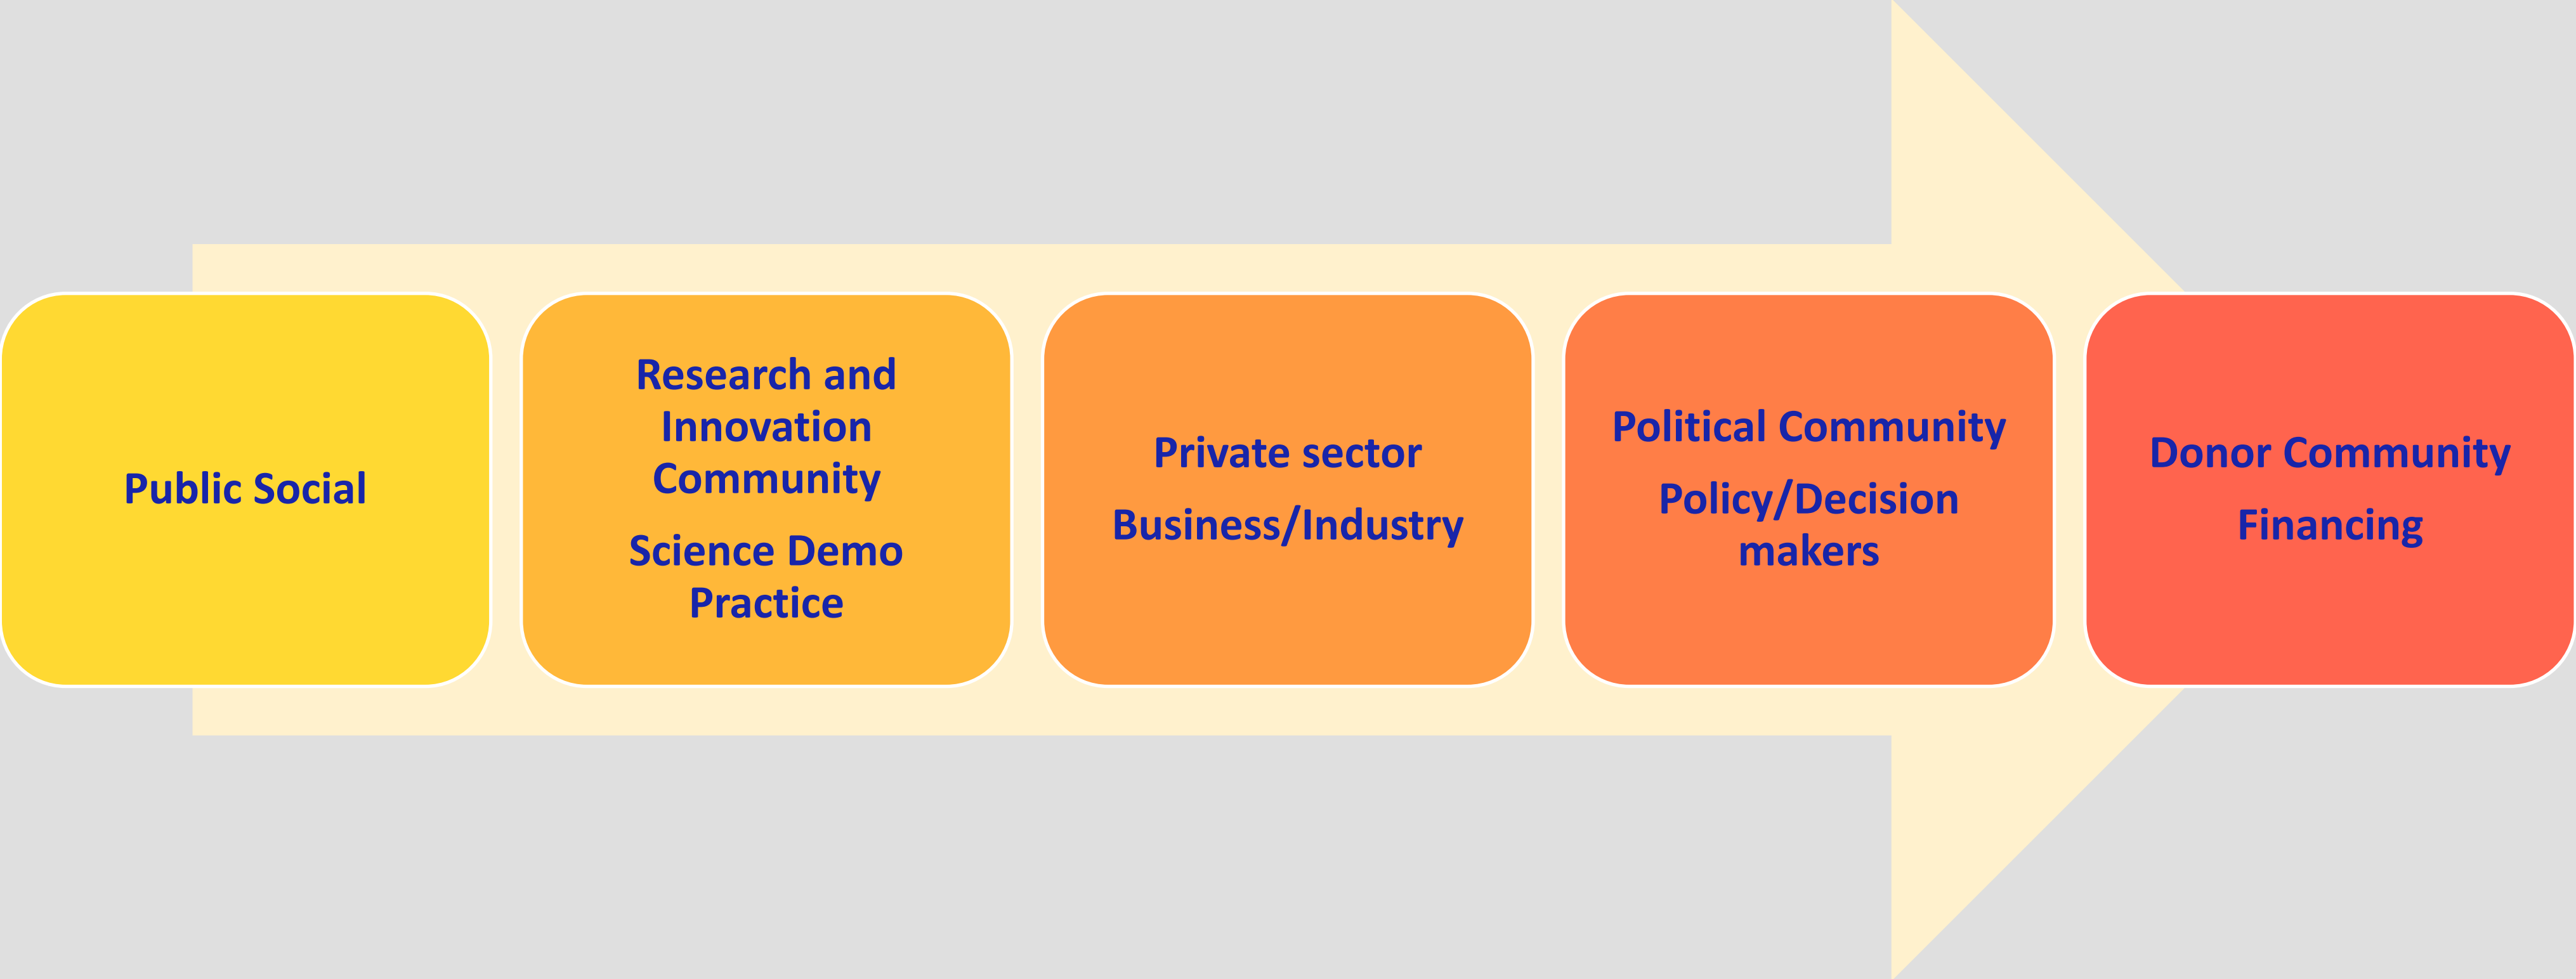 Public Social
Research and
Innovation
Community
Science Demo
Practice
Private sector
Business/Industry
Political Community
Policy/Decision
makers
Donor Community
Financing